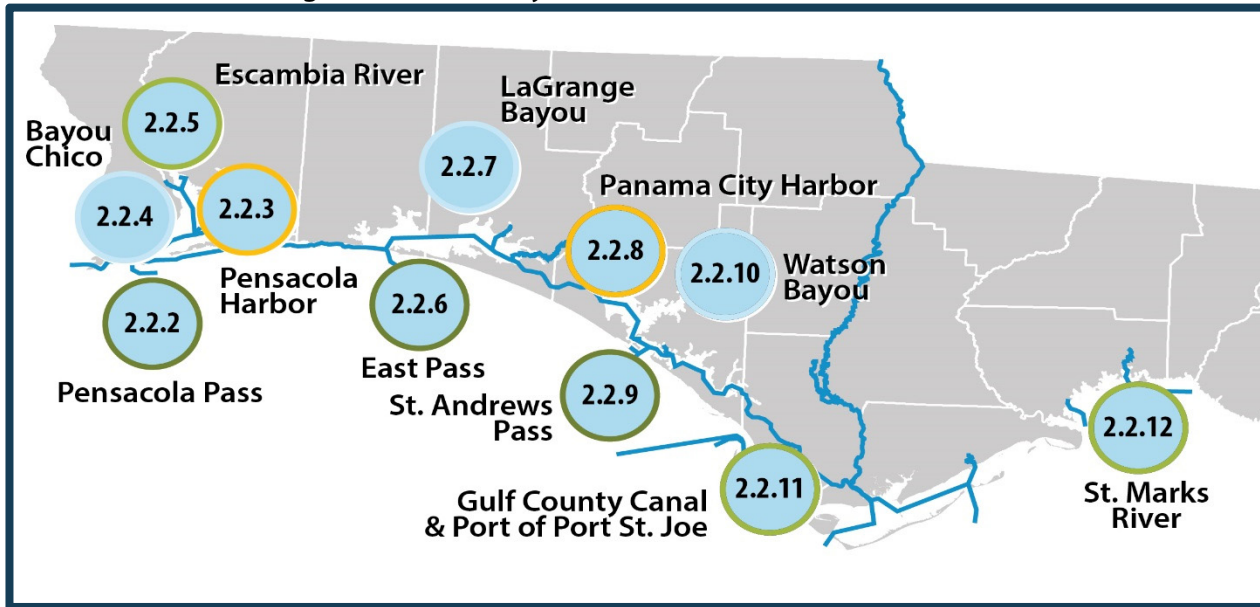 Escambia River
LaGrange
Bayou
Bayou
Chico
2.2.5
2.2.7
Panama City Harbor
2.2.4
2.2.3
2.2.8
2.2.10
Watson
Bayou
Pensacola
Harbor
2.2.2
2.2.6
Pensacola Pass
East Pass
St. Andrews
Pass
2.2.9
2.2.12
Gulf County Canal
& Port of Port St. Joe
2.2.11
St. Marks
River